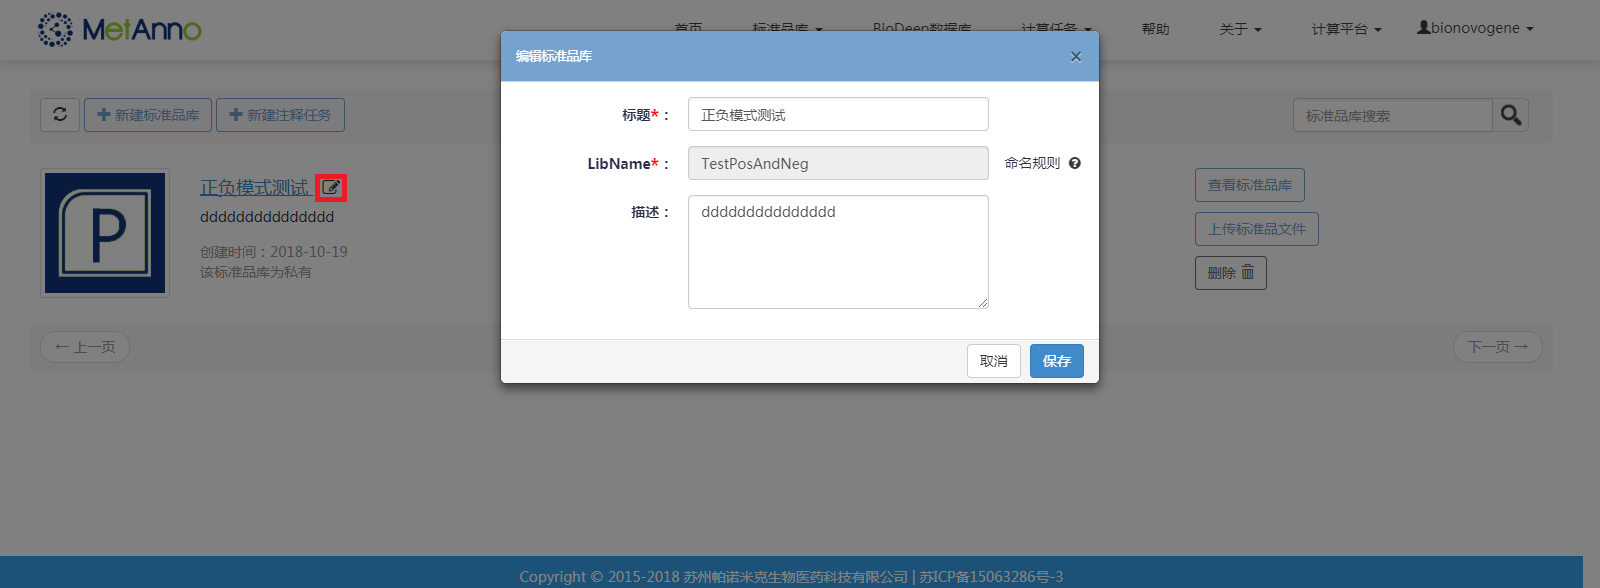 MetAnno
首页 标准品库 BioDeep数据库 计算任务 帮助 关于 计算平台 bionovogene
编辑标准品库 ×
新建标准品库 新建注释任务
标准品库搜索
标题*： 正负模式测试
LibName*： TestPosAndNeg 命名规则
描述： ddddddddddddddd
P
正负模式测试
ddddddddddddddd
创建时间：2018-10-19
该标准品库为私有
查看标准品库
上传标准品文件
删除
← 上一页
下一页 →
取消 保存
Copyright © 2015-2018 苏州帕诺米克生物医药科技有限公司 | 苏ICP备15063286号-3